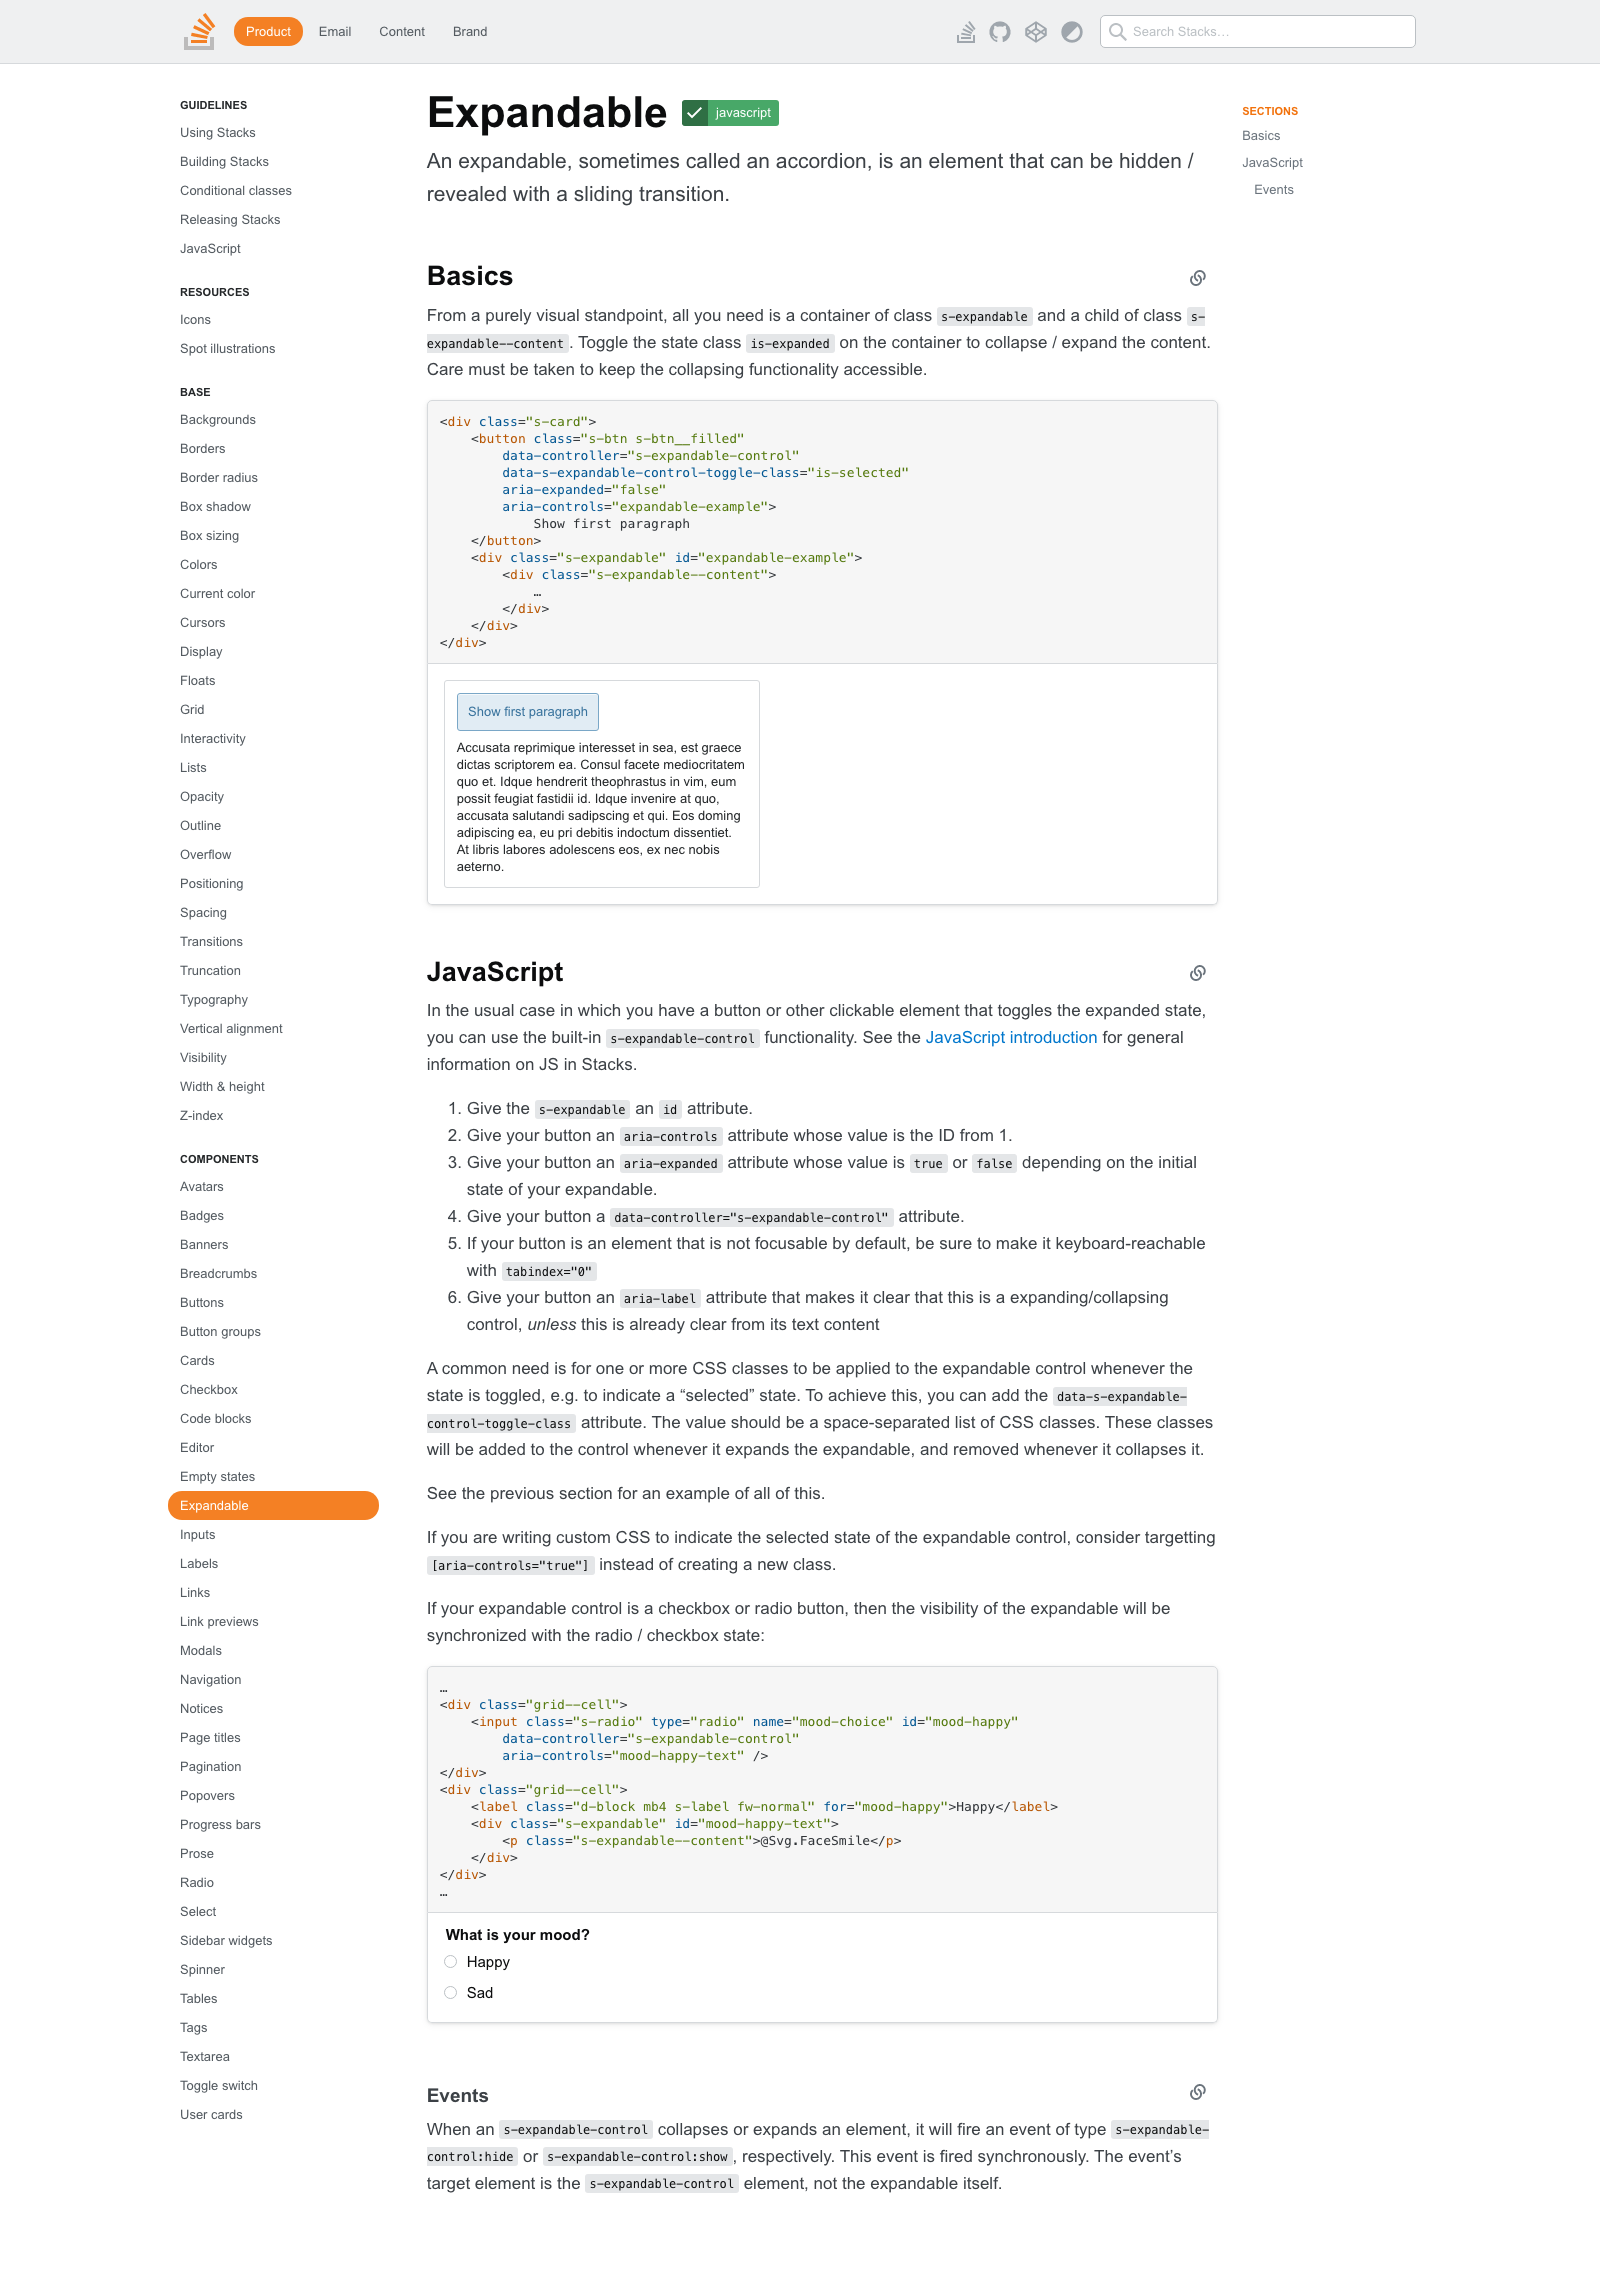 Product
Email
Content
Brand
Search Stacks…
GUIDELINES
Using Stacks
Building Stacks
Conditional classes
Releasing Stacks
JavaScript
RESOURCES
Icons
Spot illustrations
BASE
Backgrounds
Borders
Border radius
Box shadow
Box sizing
Colors
Current color
Cursors
Display
Floats
Grid
Interactivity
Lists
Opacity
Outline
Overflow
Positioning
Spacing
Transitions
Truncation
Typography
Vertical alignment
Visibility
Width & height
Z-index
COMPONENTS
Avatars
Badges
Banners
Breadcrumbs
Buttons
Button groups
Cards
Checkbox
Code blocks
Editor
Empty states
Expandable
Inputs
Labels
Links
Link previews
Modals
Navigation
Notices
Page titles
Pagination
Popovers
Progress bars
Prose
Radio
Select
Sidebar widgets
Spinner
Tables
Tags
Textarea
Toggle switch
User cards
Expandable javascript
An expandable, sometimes called an accordion, is an element that can be hidden /
revealed with a sliding transition.
Basics
From a purely visual standpoint, all you need is a container of class s-expandable and a child of class s-
expandable--content. Toggle the state class is-expanded on the container to collapse / expand the content.
Care must be taken to keep the collapsing functionality accessible.
<div class="s-card">
    <button class="s-btn s-btn__filled"
        data-controller="s-expandable-control"
        data-s-expandable-control-toggle-class="is-selected"
        aria-expanded="false"
        aria-controls="expandable-example">
            Show first paragraph
    </button>
    <div class="s-expandable" id="expandable-example">
        <div class="s-expandable--content">
            …
        </div>
    </div>
</div>
Show first paragraph
Accusata reprimique interesset in sea, est graece
dictas scriptorem ea. Consul facete mediocritatem
quo et. Idque hendrerit theophrastus in vim, eum
possit feugiat fastidii id. Idque invenire at quo,
accusata salutandi sadipscing et qui. Eos doming
adipiscing ea, eu pri debitis indoctum dissentiet.
At libris labores adolescens eos, ex nec nobis
aeterno.
JavaScript
In the usual case in which you have a button or other clickable element that toggles the expanded state,
you can use the built-in s-expandable-control functionality. See the JavaScript introduction for general
information on JS in Stacks.
1. Give the s-expandable an id attribute.
2. Give your button an aria-controls attribute whose value is the ID from 1.
3. Give your button an aria-expanded attribute whose value is true or false depending on the initial
state of your expandable.
4. Give your button a data-controller="s-expandable-control" attribute.
5. If your button is an element that is not focusable by default, be sure to make it keyboard-reachable
with tabindex="0"
6. Give your button an aria-label attribute that makes it clear that this is a expanding/collapsing
control, unless this is already clear from its text content
A common need is for one or more CSS classes to be applied to the expandable control whenever the
state is toggled, e.g. to indicate a “selected” state. To achieve this, you can add the data-s-expandable-
control-toggle-class attribute. The value should be a space-separated list of CSS classes. These classes
will be added to the control whenever it expands the expandable, and removed whenever it collapses it.
See the previous section for an example of all of this.
If you are writing custom CSS to indicate the selected state of the expandable control, consider targetting
[aria-controls="true"] instead of creating a new class.
If your expandable control is a checkbox or radio button, then the visibility of the expandable will be
synchronized with the radio / checkbox state:
…
<div class="grid--cell">
    <input class="s-radio" type="radio" name="mood-choice" id="mood-happy"
        data-controller="s-expandable-control"
        aria-controls="mood-happy-text" />
</div>
<div class="grid--cell">
    <label class="d-block mb4 s-label fw-normal" for="mood-happy">Happy</label>
    <div class="s-expandable" id="mood-happy-text">
        <p class="s-expandable--content">@Svg.FaceSmile</p>
    </div>
</div>
…
What is your mood?
Happy
Sad
Events
When an s-expandable-control collapses or expands an element, it will fire an event of type s-expandable-
control:hide or s-expandable-control:show, respectively. This event is fired synchronously. The event’s
target element is the s-expandable-control element, not the expandable itself.
SECTIONS
Basics
JavaScript
Events